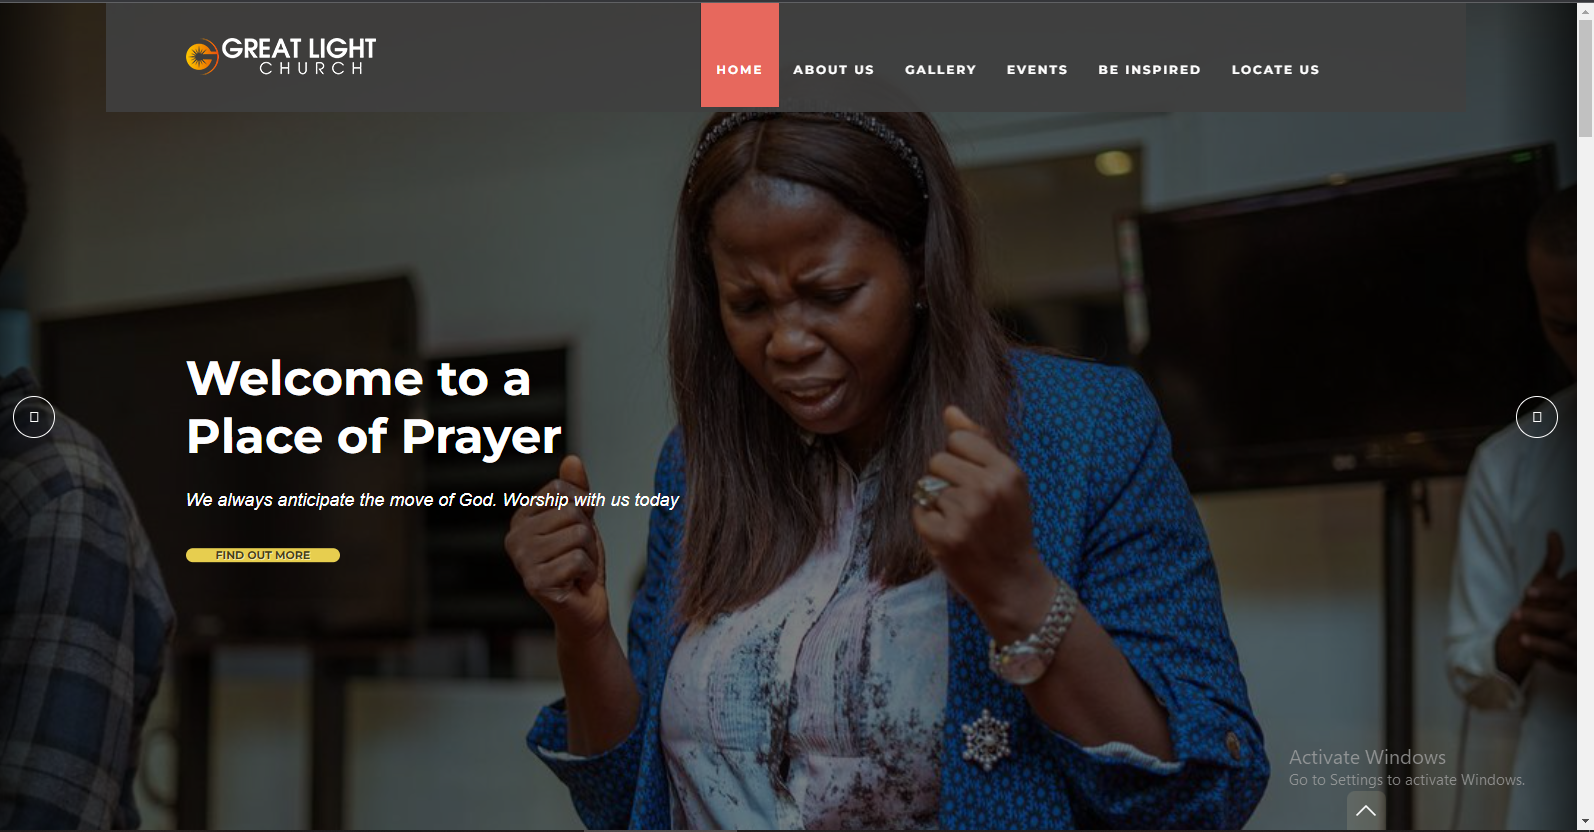 GREAT LIGHT
CHURCH
HOME ABOUT US GALLERY EVENTS BE INSPIRED LOCATE US
Welcome to a
Place of Prayer
We always anticipate the move of God. Worship with us today
FIND OUT MORE
Activate Windows
Go to Settings to activate Windows.